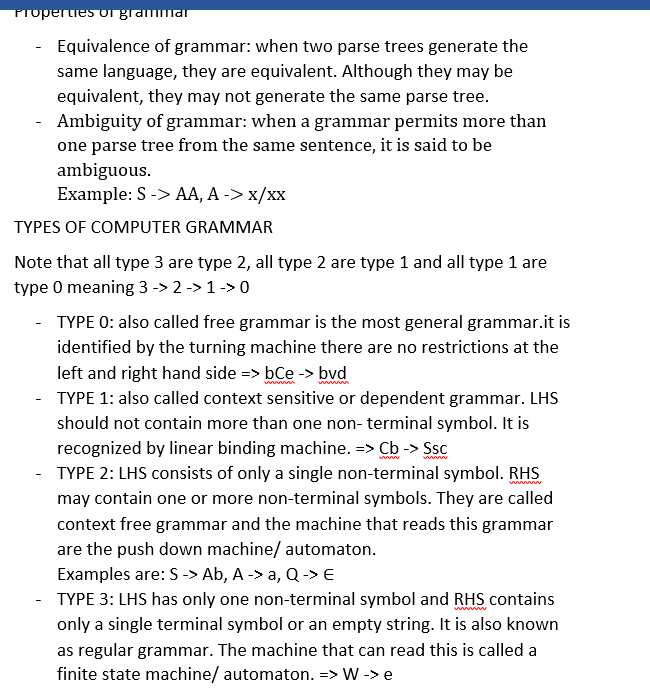 Properties of grammar
- Equivalence of grammar: when two parse trees generate the
same language, they are equivalent. Although they may be
equivalent, they may not generate the same parse tree.
- Ambiguity of grammar: when a grammar permits more than
one parse tree from the same sentence, it is said to be
ambiguous.
Example: S -> AA, A -> x/xx
TYPES OF COMPUTER GRAMMAR
Note that all type 3 are type 2, all type 2 are type 1 and all type 1 are
type 0 meaning 3 -> 2 -> 1 -> 0
- TYPE 0: also called free grammar is the most general grammar.it is
identified by the turning machine there are no restrictions at the
left and right hand side => bCe -> bvd
- TYPE 1: also called context sensitive or dependent grammar. LHS
should not contain more than one non- terminal symbol. It is
recognized by linear binding machine. => Cb -> Ssc
- TYPE 2: LHS consists of only a single non-terminal symbol. RHS
may contain one or more non-terminal symbols. They are called
context free grammar and the machine that reads this grammar
are the push down machine/ automaton.
Examples are: S -> Ab, A -> a, Q -> ∈
- TYPE 3: LHS has only one non-terminal symbol and RHS contains
only a single terminal symbol or an empty string. It is also known
as regular grammar. The machine that can read this is called a
finite state machine/ automaton. => W -> e